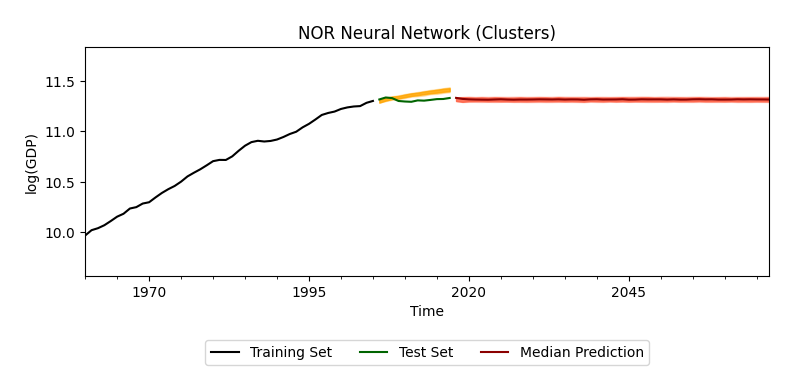 NOR Neural Network (Clusters)
log(GDP)
11.5
11.0
10.5
10.0
1970 1995 2020 2045
Time
Training Set Test Set Median Prediction